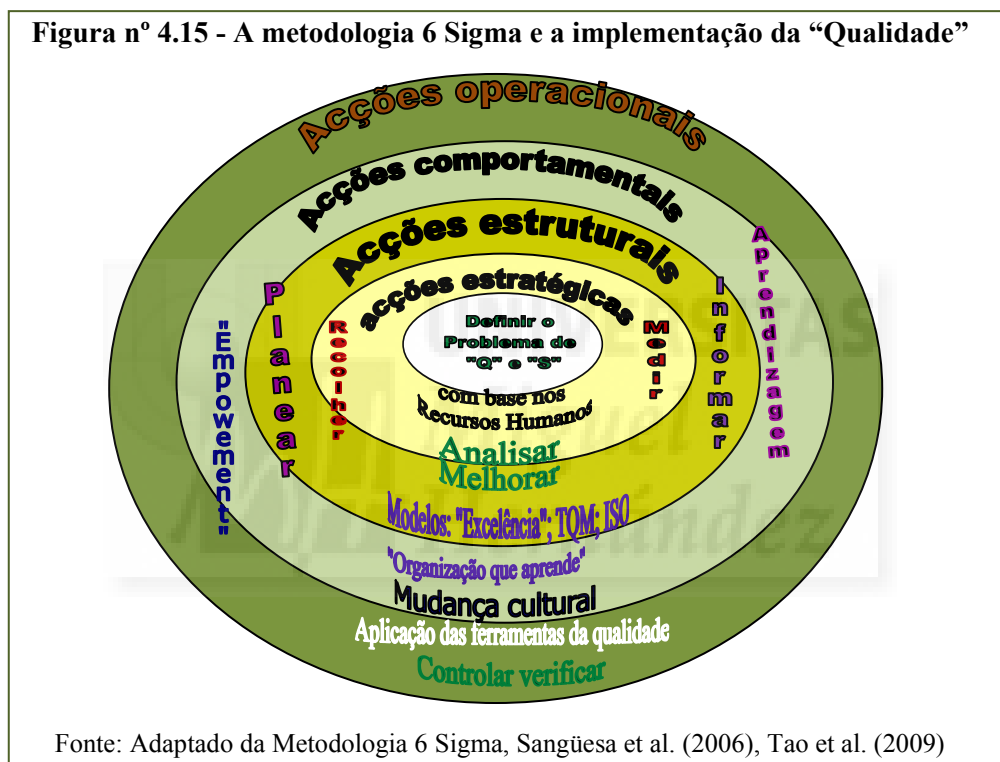 Figura nº 4.15 - A metodologia 6 Sigma e a implementação da “Qualidade”
Acções operacionais
Acções comportamentais
Acções estruturais
acções estratégicas
Definir o
Problema de
"Q" e "S"
Recolher
Medir
Planear
Informar
"Empowement"
Aprendizagem
com base nos
Recursos Humanos
Analisar
Melhorar
Modelos: "Excelência"; TQM; ISO
"Organização que aprende"
Mudança cultural
Aplicação das ferramentas da qualidade
Controlar verificar
UNIVERSITAS
Miguel
Hernández
Fonte: Adaptado da Metodologia 6 Sigma, Sangüesa et al. (2006), Tao et al. (2009)